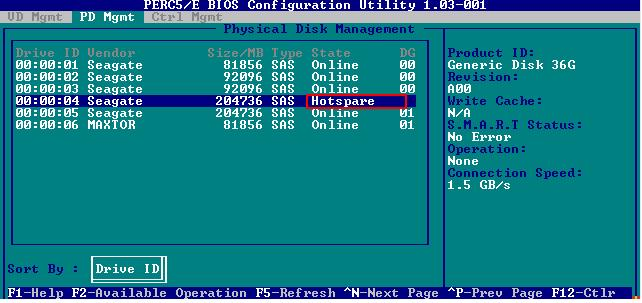 PERC5/E BIOS Configuration Utility 1.03-001
VD Mgmt PD Mgmt Ctrl Mgmt
Physical Disk Management
Drive ID Vendor Size/MB Type State DG
00:00:01 Seagate 81856 SAS Online 00
00:00:02 Seagate 92096 SAS Online 00
00:00:03 Seagate 92096 SAS Online 00
00:00:04 Seagate 204736 SAS Hotspare
00:00:05 Seagate 204736 SAS Online 01
00:00:06 MAXTOR 81856 SAS Online 01
Product ID:
Generic Disk 36G
Revision:
A00
Write Cache:
N/A
S.M.A.R.T Status:
No Error
Operation:
None
Connection Speed:
1.5 GB/s
Sort By : Drive ID
F1-Help F2-Available Operation F5-Refresh ^N-Next Page ^P-Prev Page F12-Ctlr